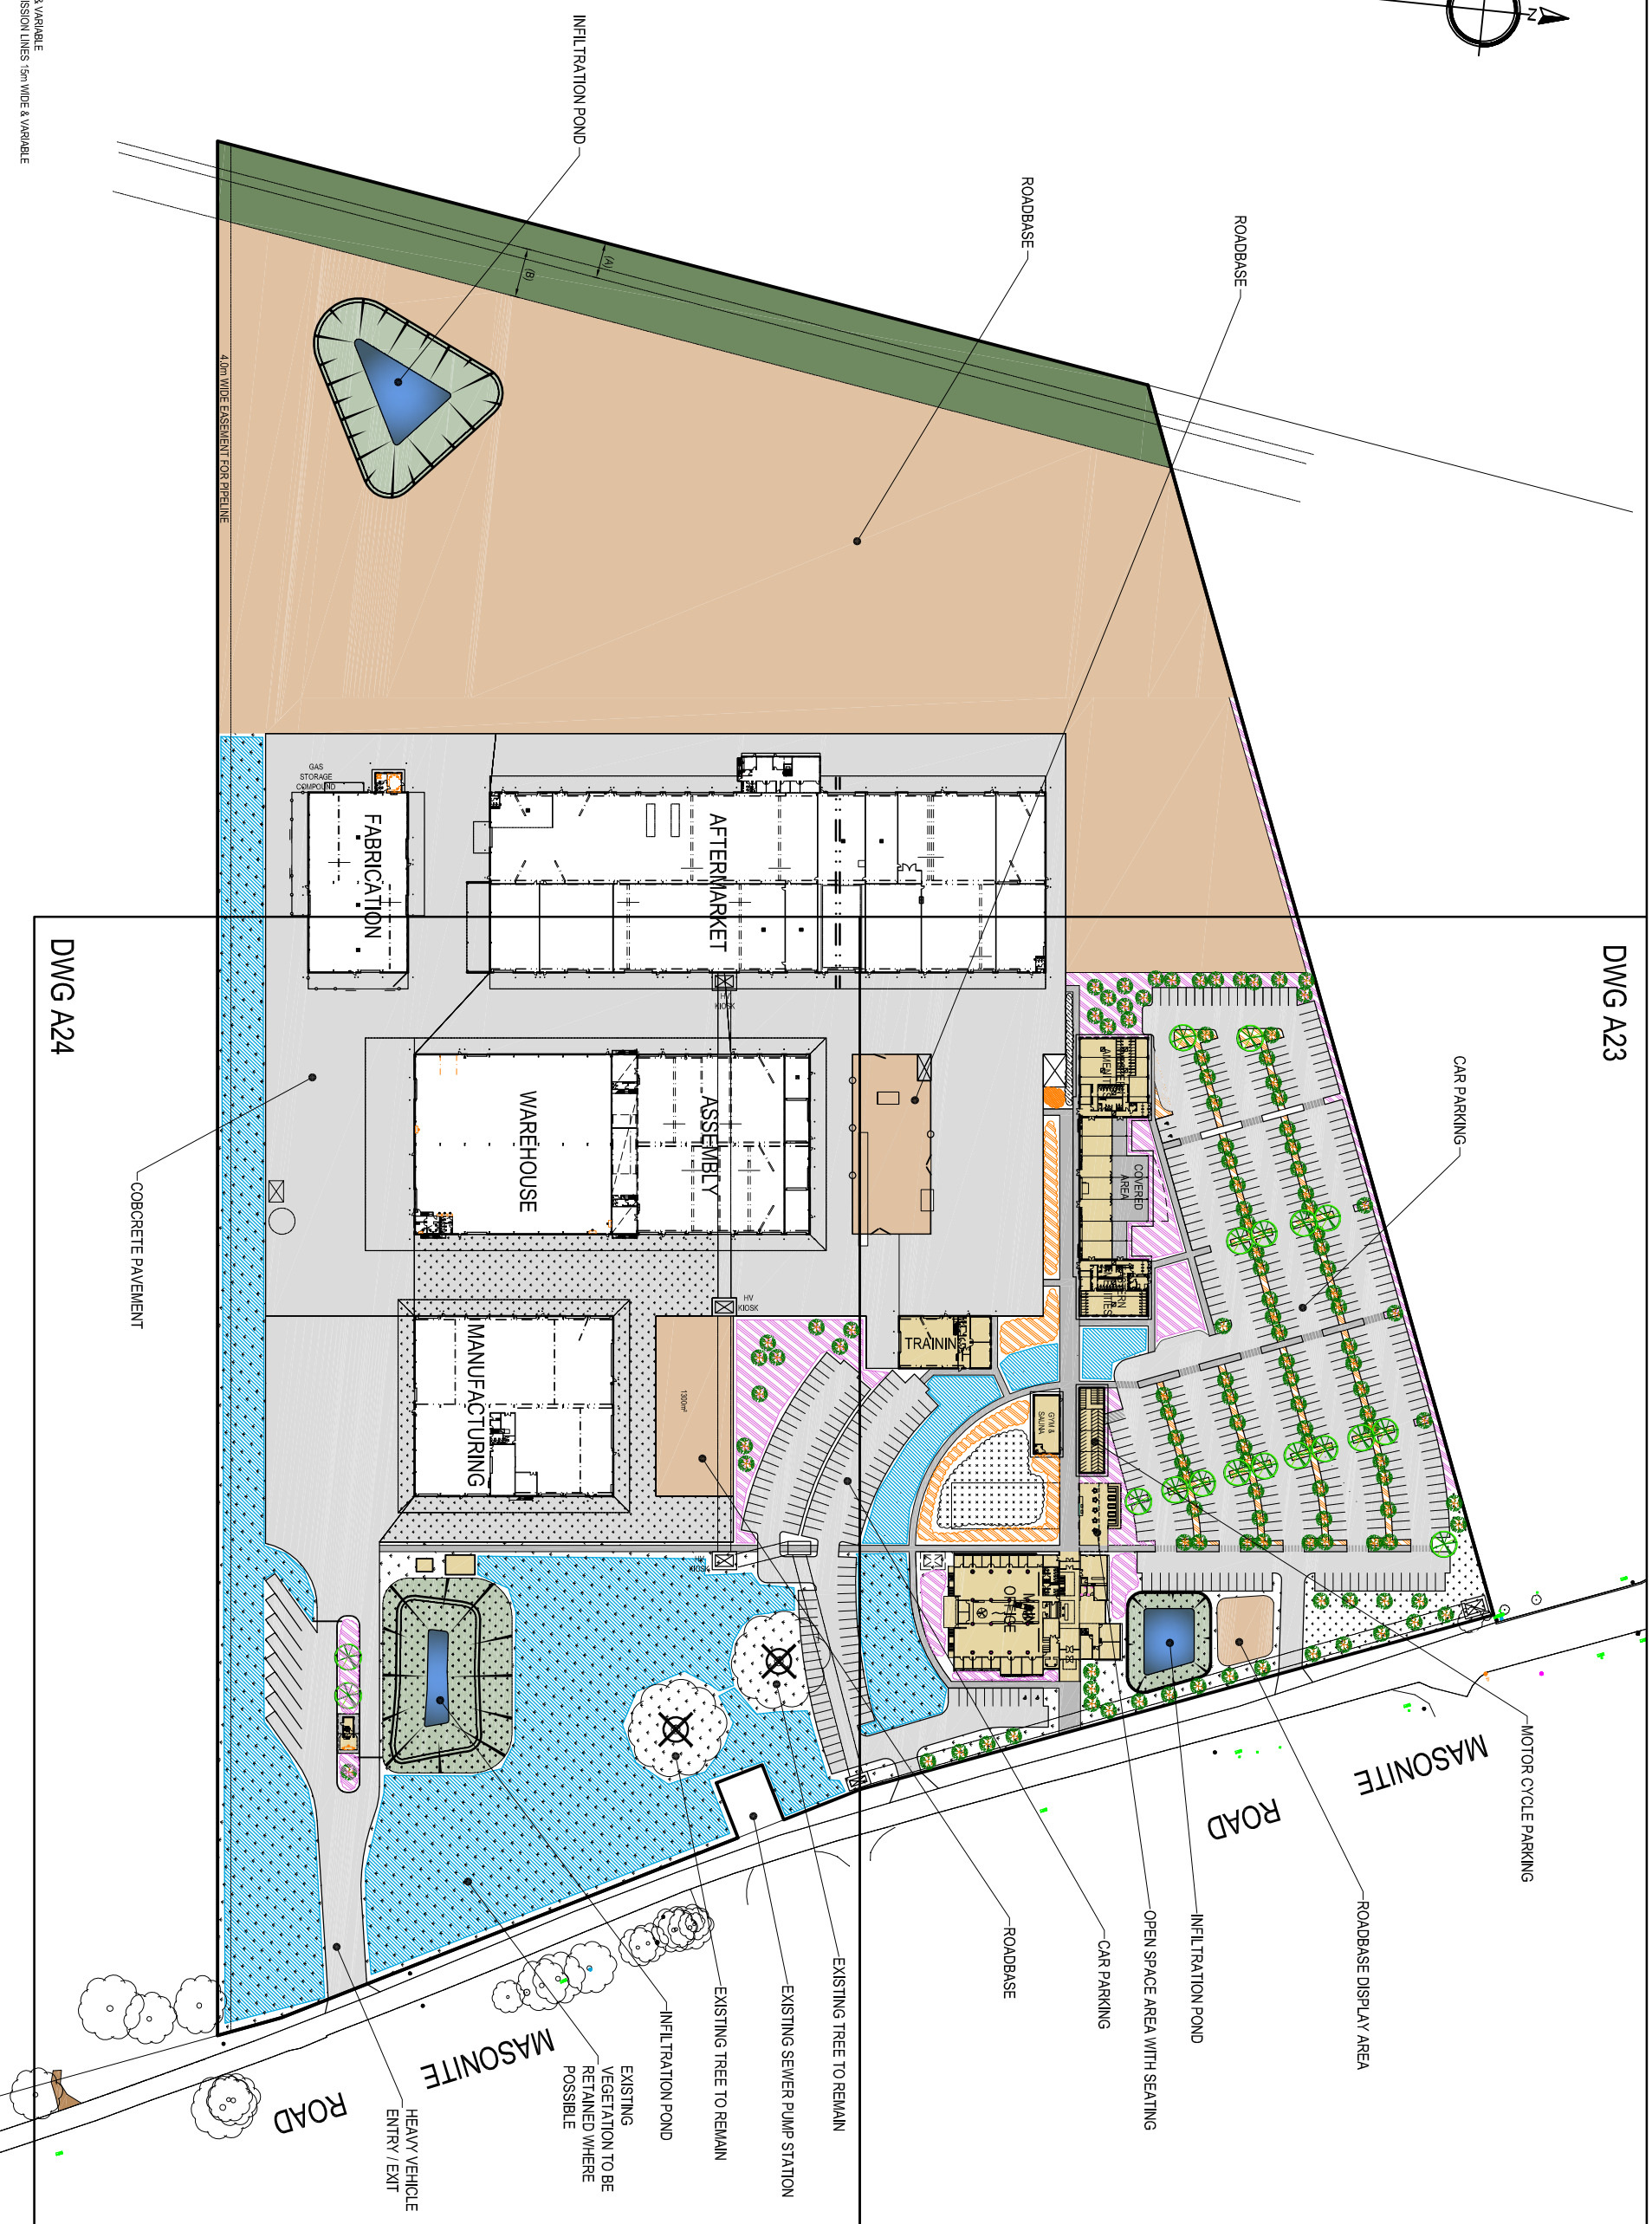 & VARIABLE
ISSION LINES 15m WIDE & VARIABLE
N
INFILTRATION POND
ROADBASE
ROADBASE
(A)
(B)
4.0m WIDE EASEMENT FOR PIPELINE
DWG A23
DWG A24
CAR PARKING
GAS
STORAGE
COMPOUND
FABRICATION
AFTERMARKET
HV
KIOSK
WAREHOUSE
ASSEMBLY
COVERED
AREA
COBCRETE PAVEMENT
HV
KIOSK
MANUFACTURING
1300m²
TRAINING
GYM &
SAUNA
KIOSK
MAIN
OFFICE
MASONITE
ROAD
MOTOR CYCLE PARKING
ROADBASE DISPLAY AREA
INFILTRATION POND
OPEN SPACE AREA WITH SEATING
CAR PARKING
ROADBASE
EXISTING TREE TO REMAIN
EXISTING SEWER PUMP STATION
EXISTING TREE TO REMAIN
INFILTRATION POND
EXISTING
VEGETATION TO BE
RETAINED WHERE
POSSIBLE
HEAVY VEHICLE
ENTRY / EXIT
MASONITE
ROAD